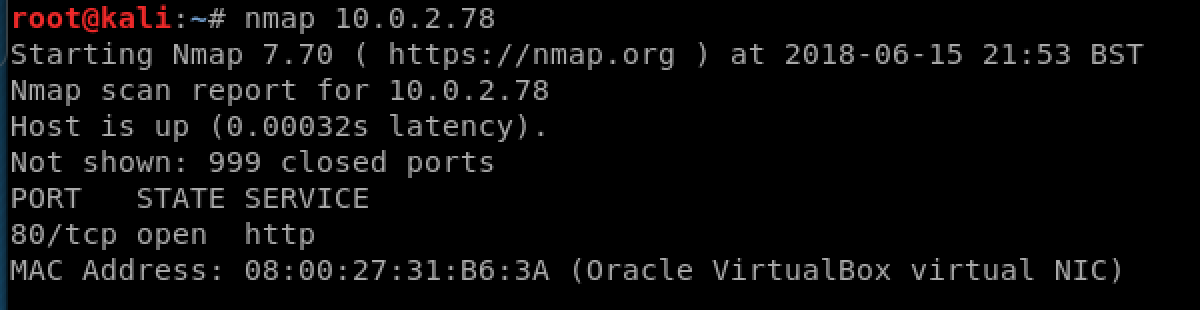 root@kali:~# nmap 10.0.2.78
Starting Nmap 7.70 ( https://nmap.org ) at 2018-06-15 21:53 BST
Nmap scan report for 10.0.2.78
Host is up (0.00032s latency).
Not shown: 999 closed ports
PORT   STATE SERVICE
80/tcp open  http
MAC Address: 08:00:27:31:B6:3A (Oracle VirtualBox virtual NIC)